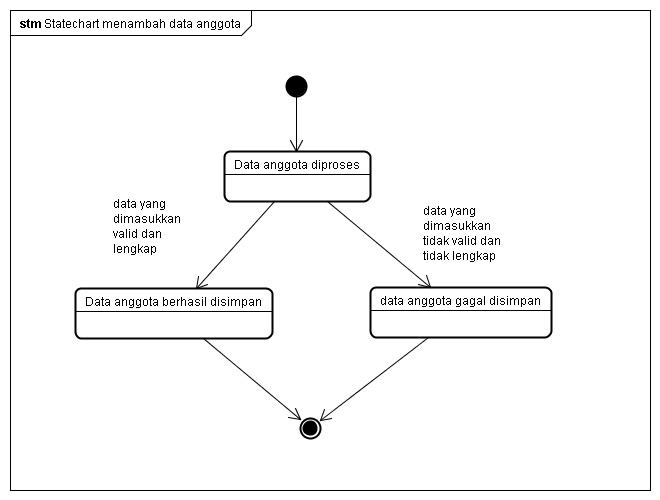 stm Statechart menambah data anggota
Data anggota diproses
data yang
dimasukkan
valid dan
lengkap
data yang
dimasukkan
tidak valid dan
tidak lengkap
Data anggota berhasil disimpan
data anggota gagal disimpan